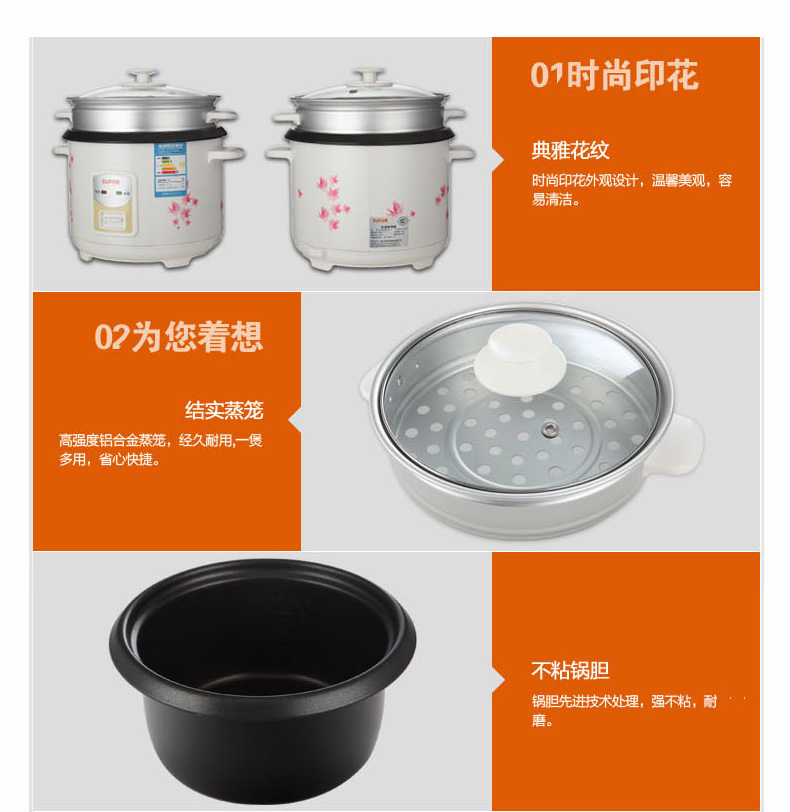 01时尚印花
典雅花纹
时尚印花外观设计，温馨美观，容
易清洁。
SUPOR
SUPOR
02为您着想
结实蒸笼
高强度铝合金蒸笼，经久耐用,一煲
多用，省心快捷。
不粘锅胆
锅胆先进技术处理，强不粘，耐
磨。